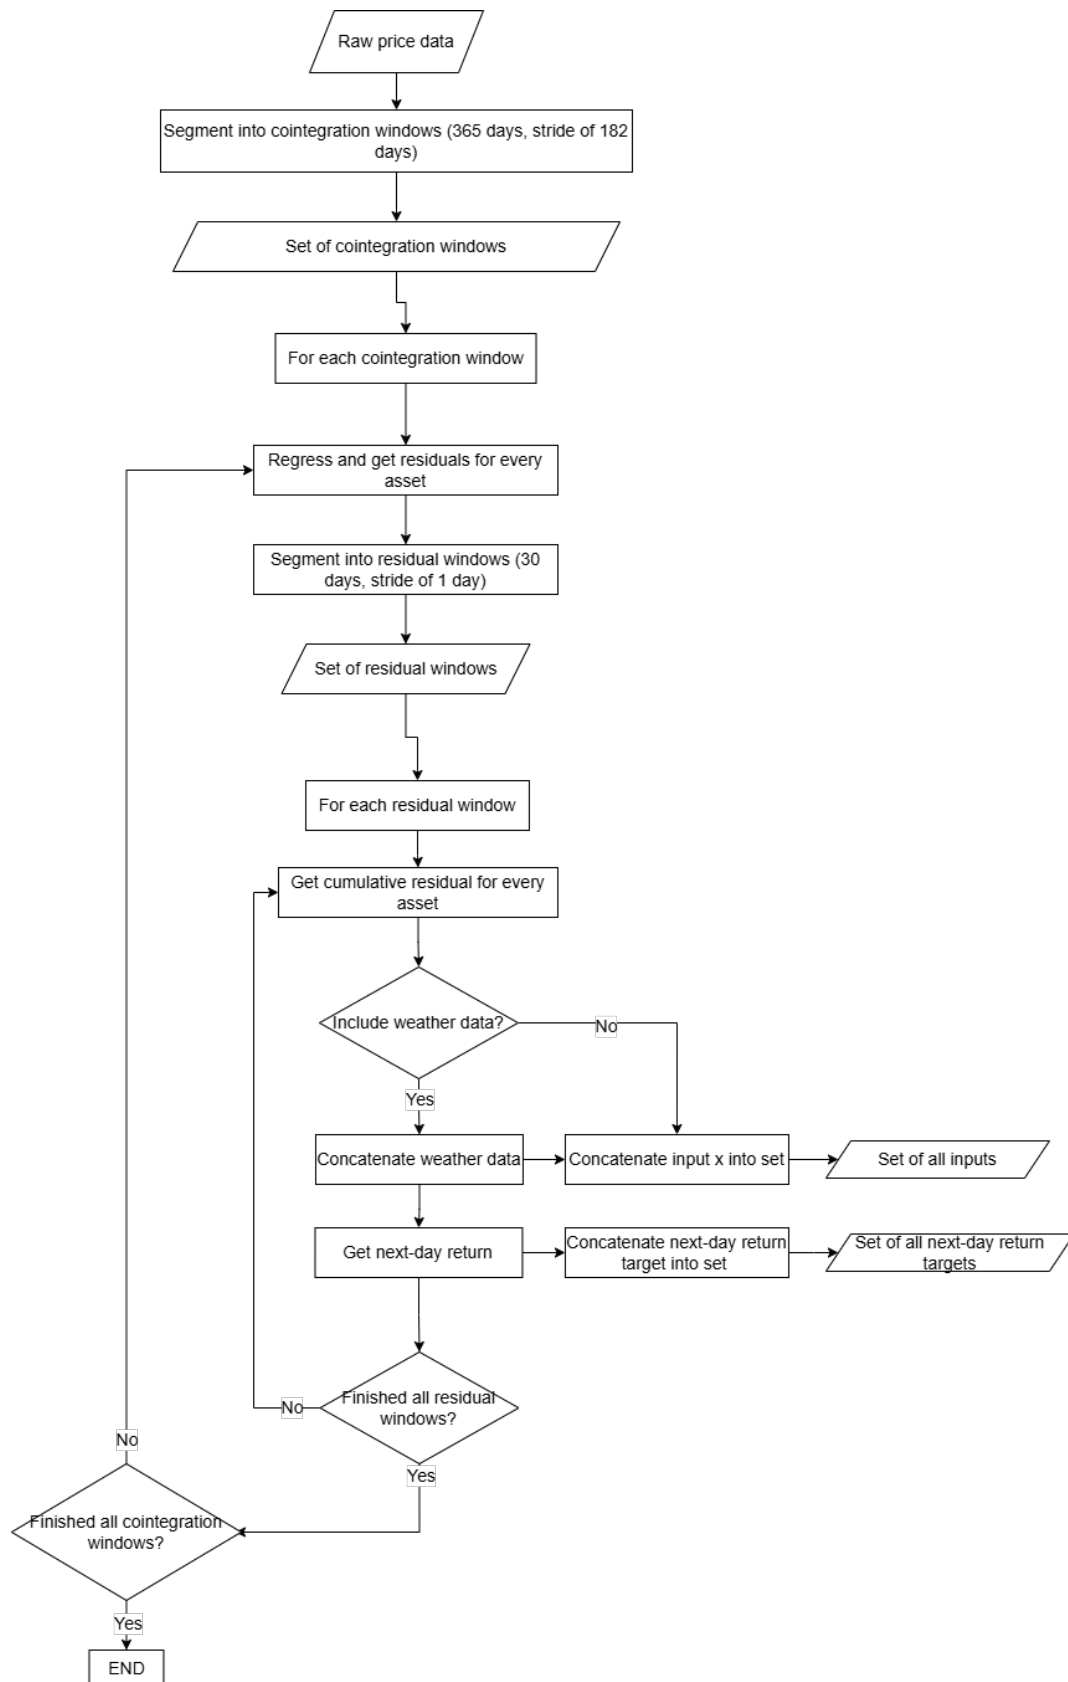 Raw price data
Segment into cointegration windows (365 days, stride of 182
days)
Set of cointegration windows
For each cointegration window
Regress and get residuals for every
asset
Segment into residual windows (30
days, stride of 1 day)
Set of residual windows
For each residual window
Get cumulative residual for every
asset
Include weather data?
No
Yes
Concatenate weather data
Concatenate input x into set
Set of all inputs
Get next-day return
Concatenate next-day return
target into set
Set of all next-day return
targets
Finished all residual
windows?
No
Yes
No
Finished all cointegration
windows?
Yes
END